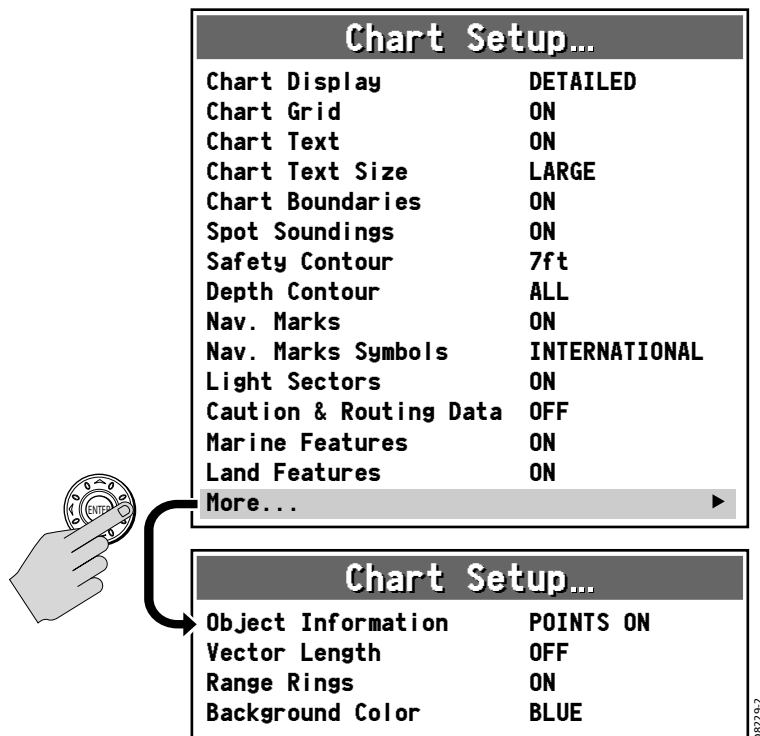 Chart Setup...
Chart Display DETAILED
Chart Grid ON
Chart Text ON
Chart Text Size LARGE
Chart Boundaries ON
Spot Soundings ON
Safety Contour 7ft
Depth Contour ALL
Nav. Marks ON
Nav. Marks Symbols INTERNATIONAL
Light Sectors ON
Caution & Routing Data OFF
Marine Features ON
Land Features ON
More...
ENTER
Chart Setup...
Object Information POINTS ON
Vector Length OFF
Range Rings ON
Background Color BLUE